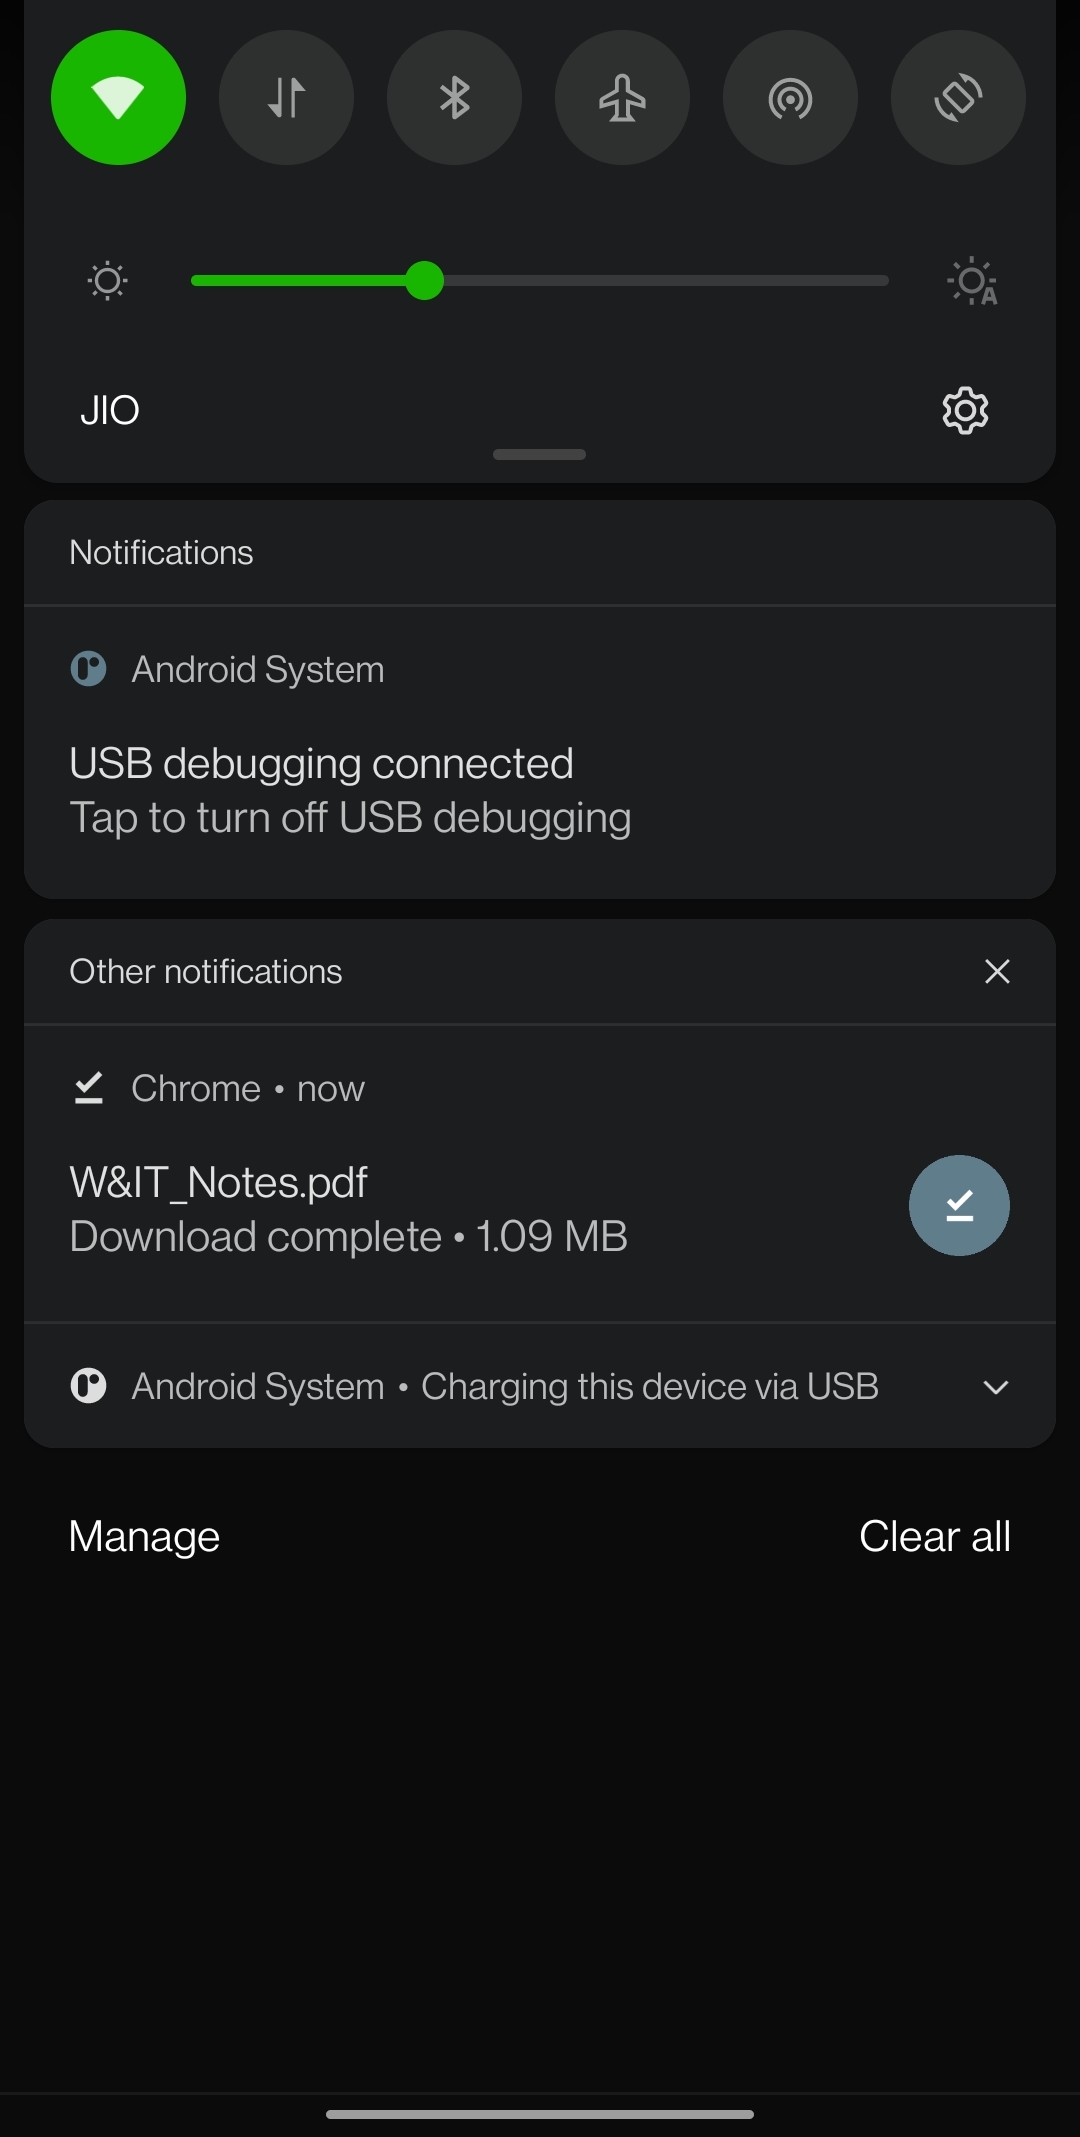 JIO
Notifications
Android System
USB debugging connected
Tap to turn off USB debugging
Other notifications
Chrome • now
W&IT_Notes.pdf
Download complete • 1.09 MB
Android System • Charging this device via USB
Manage
Clear all